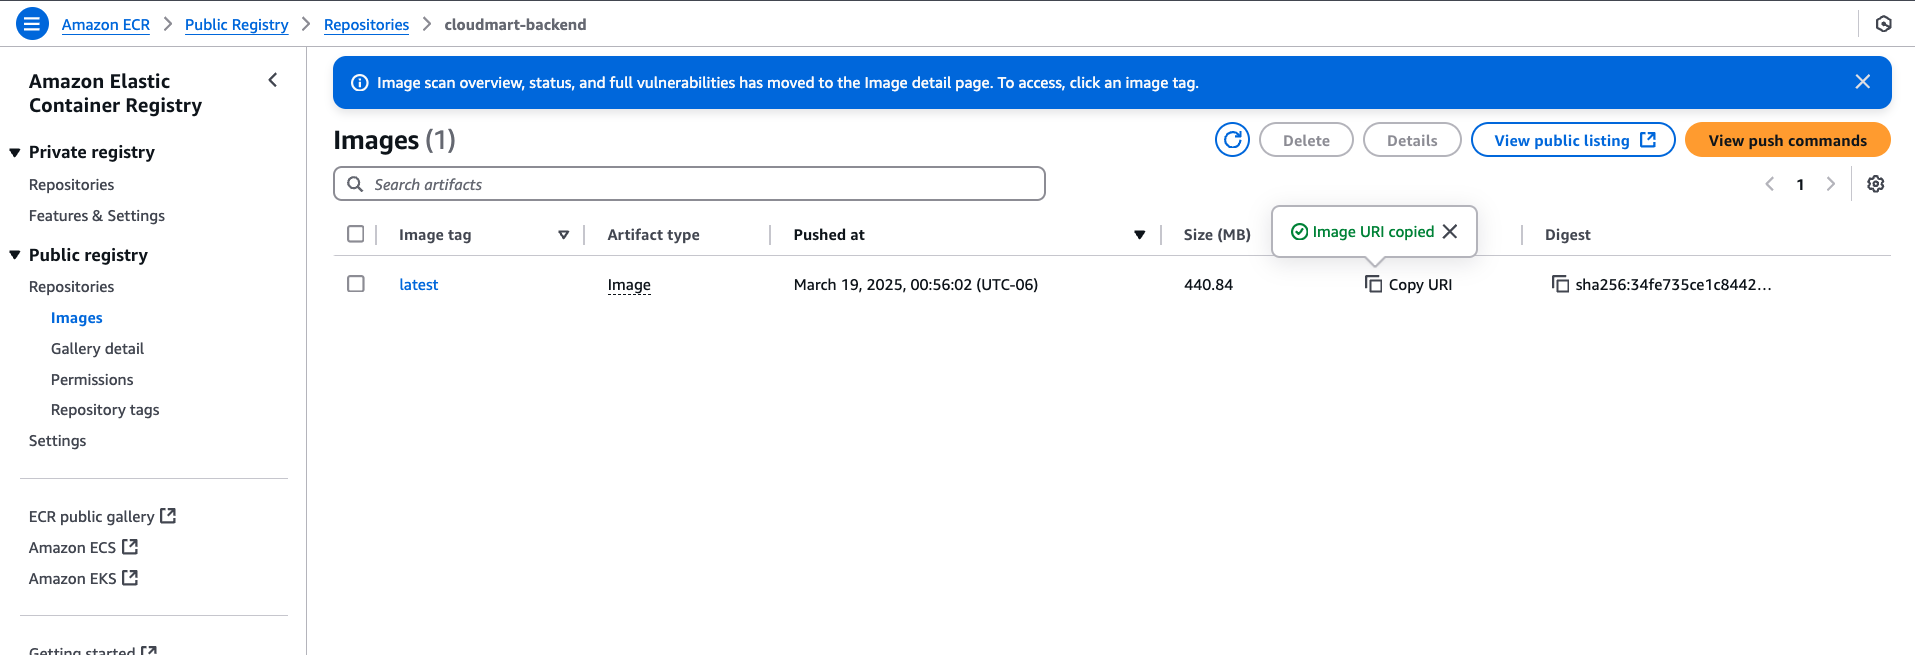 Amazon ECR > Public Registry > Repositories > cloudmart-backend
Amazon Elastic
Container Registry
Private registry
Repositories
Features & Settings
Public registry
Repositories
Images
Gallery detail
Permissions
Repository tags
Settings
ECR public gallery
Amazon ECS
Amazon EKS
Getting started
Image scan overview, status, and full vulnerabilities has moved to the Image detail page. To access, click an image tag.
Images (1)
Delete
Details
View public listing
View push commands
Search artifacts
1
Image tag
Artifact type
Pushed at
Size (MB)
Image URI copied
Digest
latest
Image
March 19, 2025, 00:56:02 (UTC-06)
440.84
Copy URI
sha256:34fe735ce1c8442...